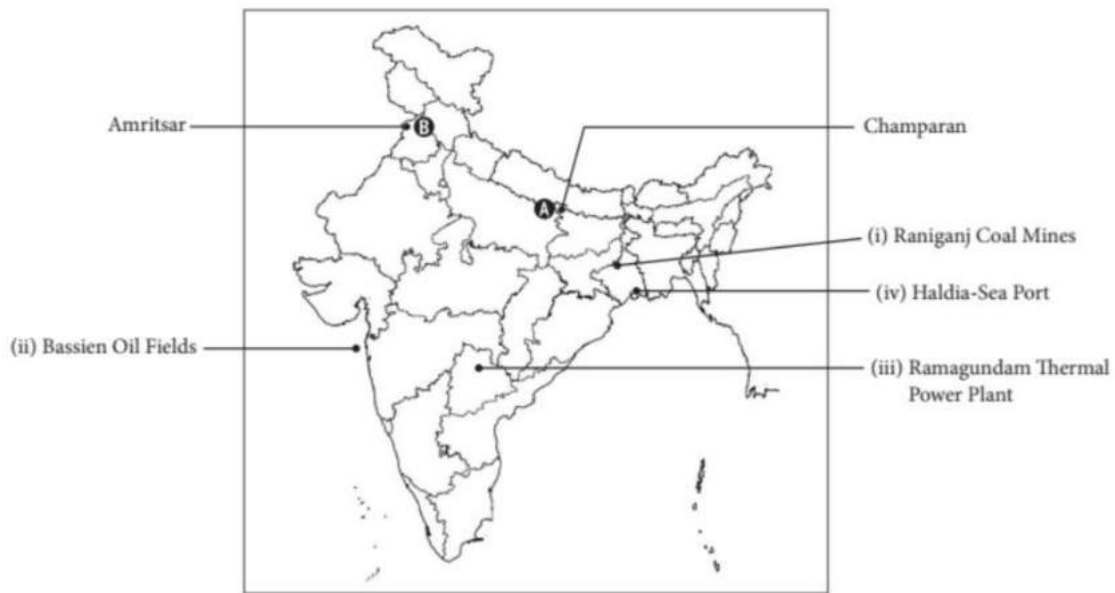 Amritsar
B
Champaran
A
(i) Raniganj Coal Mines
(iv) Haldia-Sea Port
(ii) Bassien Oil Fields
(iii) Ramagundam Thermal
Power Plant